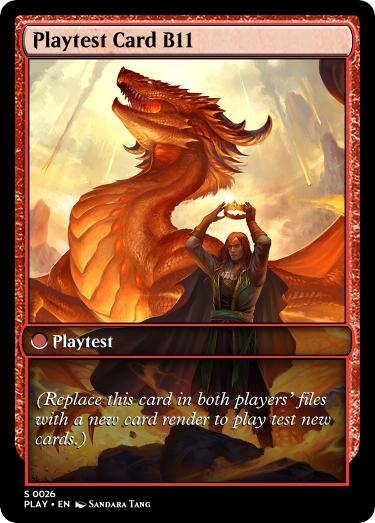 Playtest Card B11
Playtest
(Replace this card in both players' files
with a new card render to play test new
cards.)
S 0026
PLAY • EN Sandara Tang